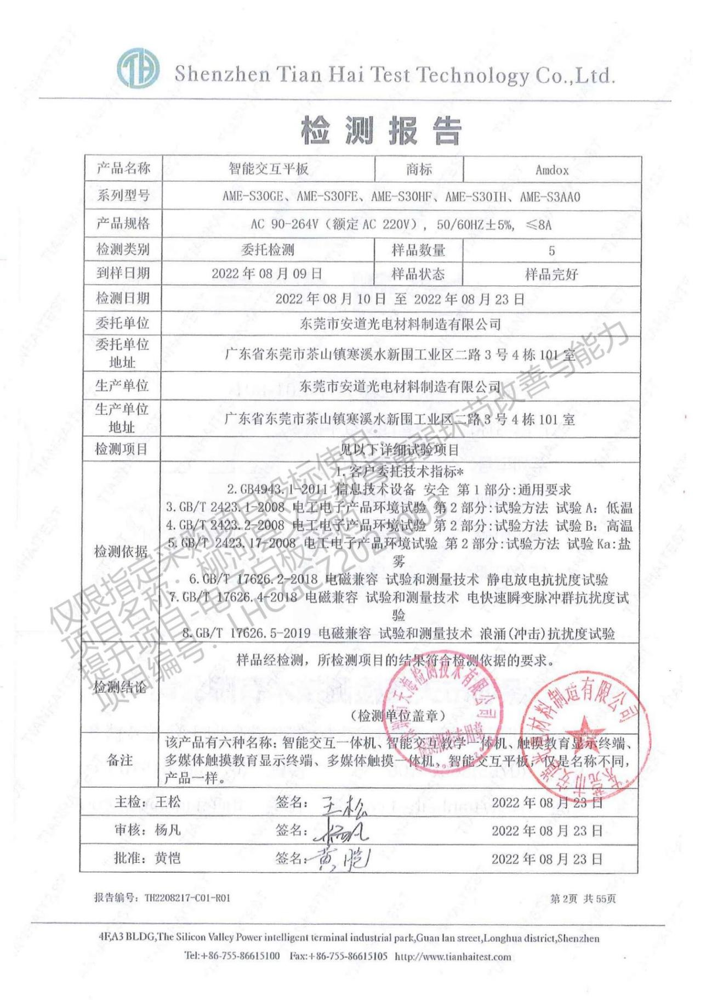 TH Shenzhen Tian Hai Test Technology Co.,Ltd.
检测报告
产品名称 智能交互平板 商标 Amdox
系列型号 AME-S30GE、AME-S30FE、AME-S30HF、AME-S30IH、AME-S3AA0
产品规格 AC 90-264V（额定 AC 220V）, 50/60HZ±5%, ≤8A
检测类别 委托检测 样品数量 5
到样日期 2022 年 08 月 09 日 样品状态 样品完好
检测日期 2022 年 08 月 10 日 至 2022 年 08 月 23 日
委托单位 东莞市安道光电材料制造有限公司
委托单位
地址 广东省东莞市茶山镇寒溪水新围工业区二路 3 号 4 栋 101 室
生产单位 东莞市安道光电材料制造有限公司
生产单位
地址 广东省东莞市茶山镇寒溪水新围工业区二路 3 号 4 栋 101 室
检测项目 见以下详细试验项目
检测依据
1.客户委托技术指标*
2.GB4943.1-2011 信息技术设备 安全 第 1 部分:通用要求
3.GB/T 2423.1-2008 电工电子产品环境试验 第 2 部分:试验方法 试验 A: 低温
4.GB/T 2423.2-2008 电工电子产品环境试验 第 2 部分:试验方法 试验 B: 高温
5.GB/T 2423.17-2008 电工电子产品环境试验 第 2 部分:试验方法 试验 Ka:盐
雾
6.GB/T 17626.2-2018 电磁兼容 试验和测量技术 静电放电抗扰度试验
7.GB/T 17626.4-2018 电磁兼容 试验和测量技术 电快速瞬变脉冲群抗扰度试
验
8.GB/T 17626.5-2019 电磁兼容 试验和测量技术 浪涌(冲击)抗扰度试验
检测结论
样品经检测，所检测项目的结果符合检测依据的要求。
（检测单位盖章）
备注
该产品有六种名称：智能交互一体机、智能交互教学一体机、触摸教育显示终端、
多媒体触摸教育显示终端、多媒体触摸一体机、智能交互平板，仅是名称不同，
产品一样。
主检：王松 签名：王松 2022 年 08 月 23 日
审核：杨凡 签名：杨凡 2022 年 08 月 23 日
批准：黄恺 签名：黄恺 2022 年 08 月 23 日
深圳天海检测技术有限公司
检测报告专用章
东莞市安道光电材料制造有限公司
仅限指定采购项目投标使用：
项目名称：柳河县义务教育薄弱环节改善与能力
提升项目-电子白板采购
项目编号：LHCGCZ2023003
报告编号：TH2208217-C01-R01 第 2页 共 55页
4F,A3 BLDG,The Silicon Valley Power intelligent terminal industrial park,Guan lan street,Longhua district,Shenzhen
Tel:+86-755-86615100 Fax:+86-755-86615105 http://www.tianhaitest.com